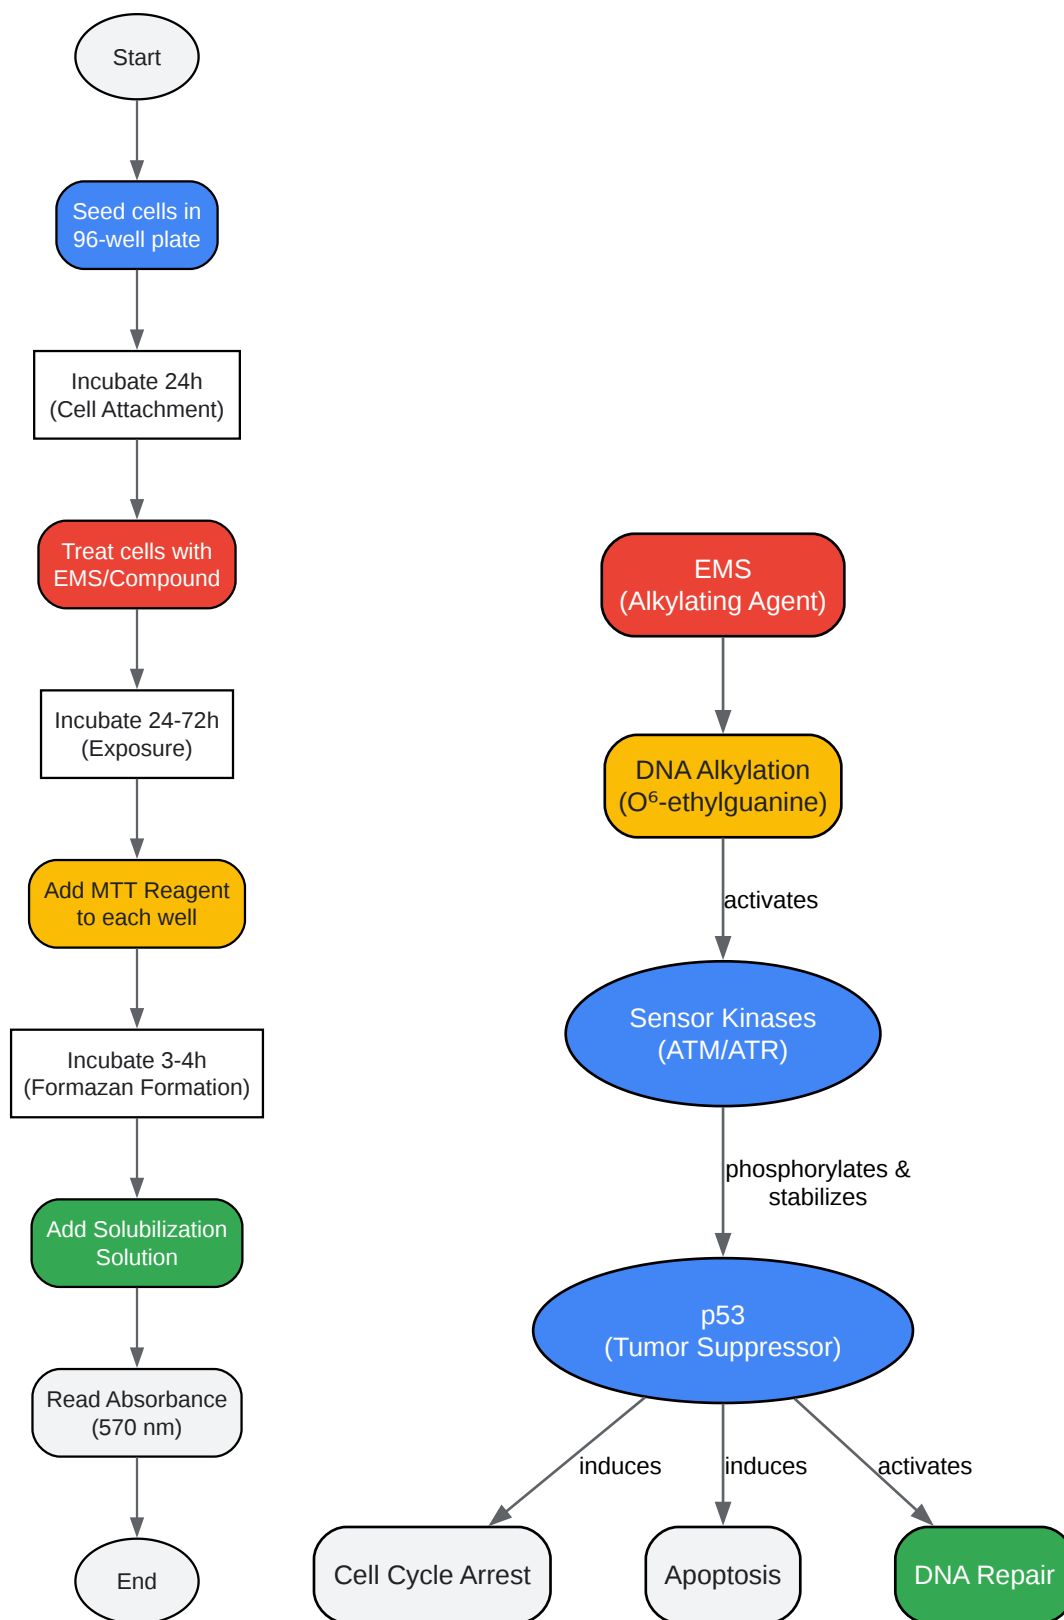 Start
Seed cells in
96-well plate
Incubate 24h
(Cell Attachment)
Treat cells with
EMS/Compound
Incubate 24-72h
(Exposure)
Add MTT Reagent
to each well
Incubate 3-4h
(Formazan Formation)
Add Solubilization
Solution
Read Absorbance
(570 nm)
End
EMS
(Alkylating Agent)
DNA Alkylation
(O⁶-ethylguanine)
activates
Sensor Kinases
(ATM/ATR)
phosphorylates &
stabilizes
p53
(Tumor Suppressor)
induces
induces
activates
Cell Cycle Arrest
Apoptosis
DNA Repair